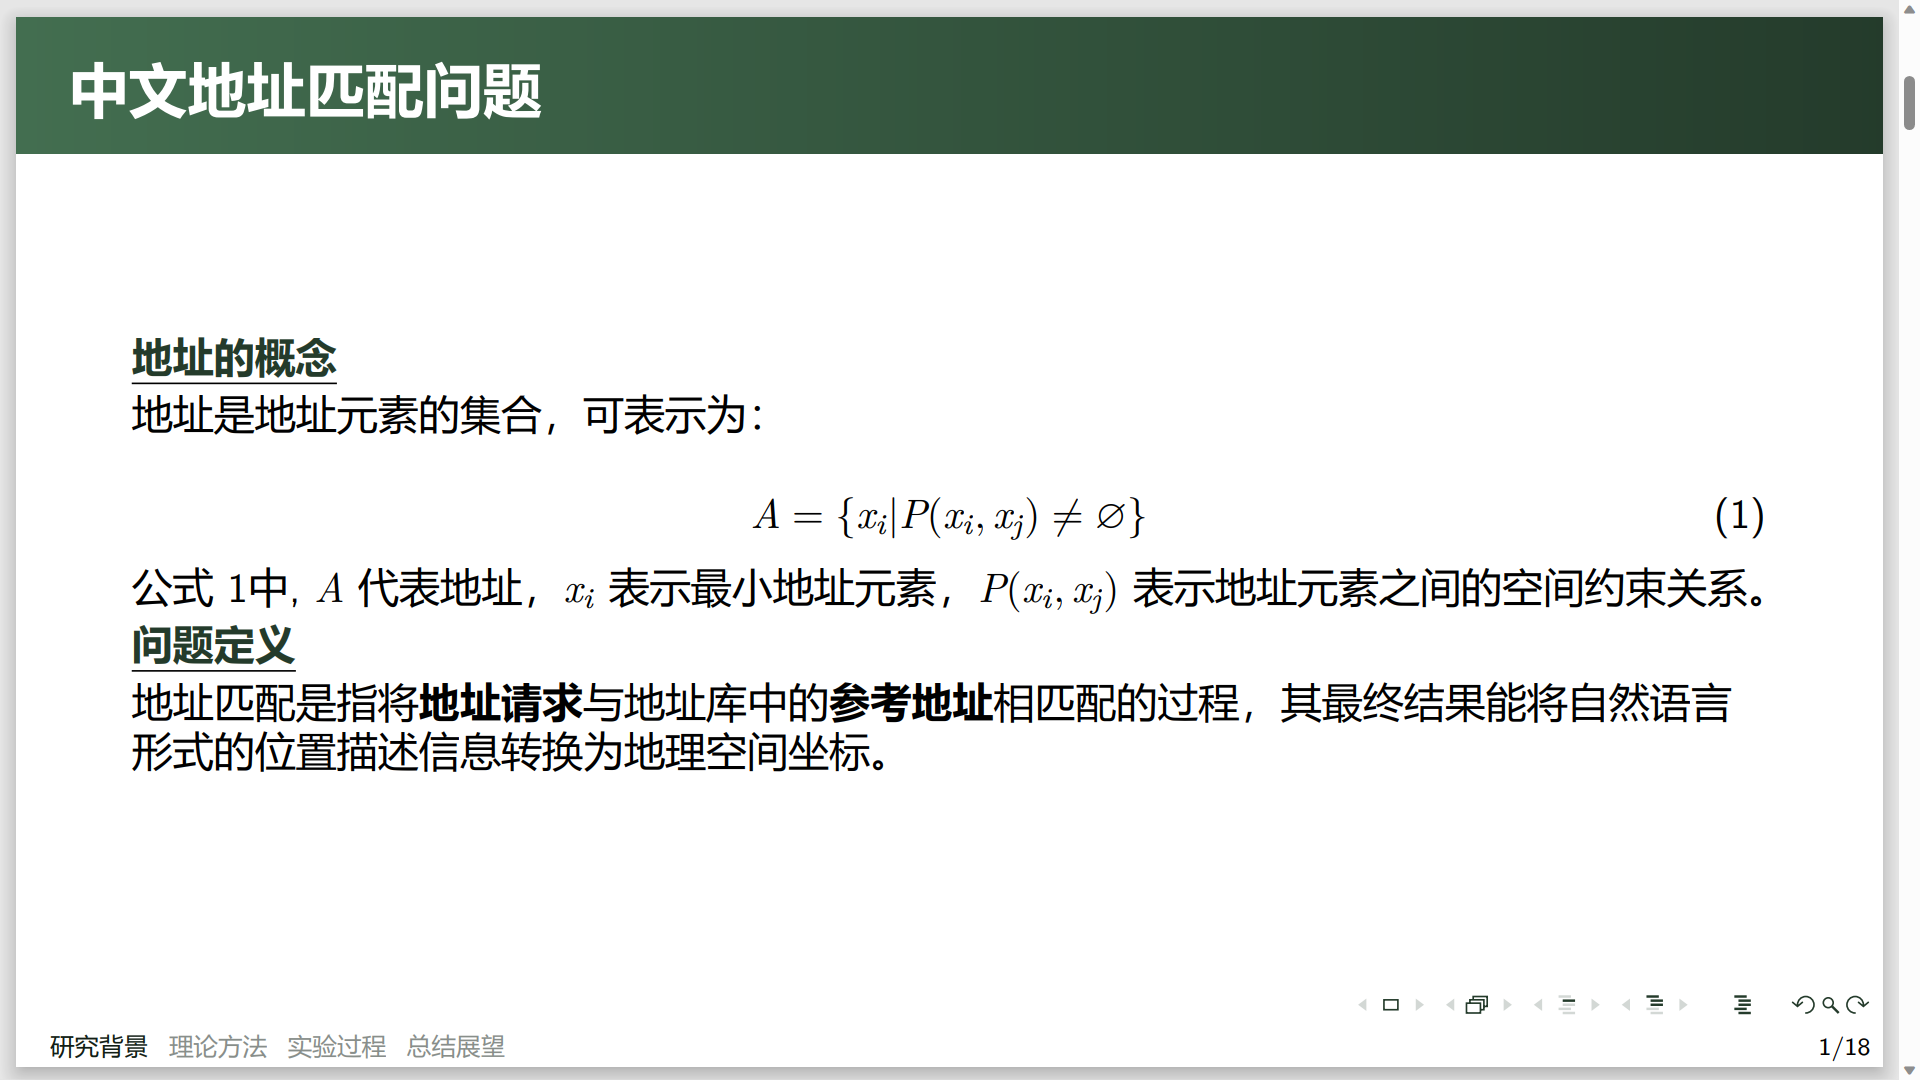 中文地址匹配问题
地址的概念
地址是地址元素的集合，可表示为：
A = {x_i|P(x_i, x_j) ≠ ∅} (1)
公式 1中, A 代表地址，x_i 表示最小地址元素，P(x_i, x_j) 表示地址元素之间的空间约束关系。
问题定义
地址匹配是指将地址请求与地址库中的参考地址相匹配的过程，其最终结果能将自然语言
形式的位置描述信息转换为地理空间坐标。
研究背景 理论方法 实验过程 总结展望 1/18